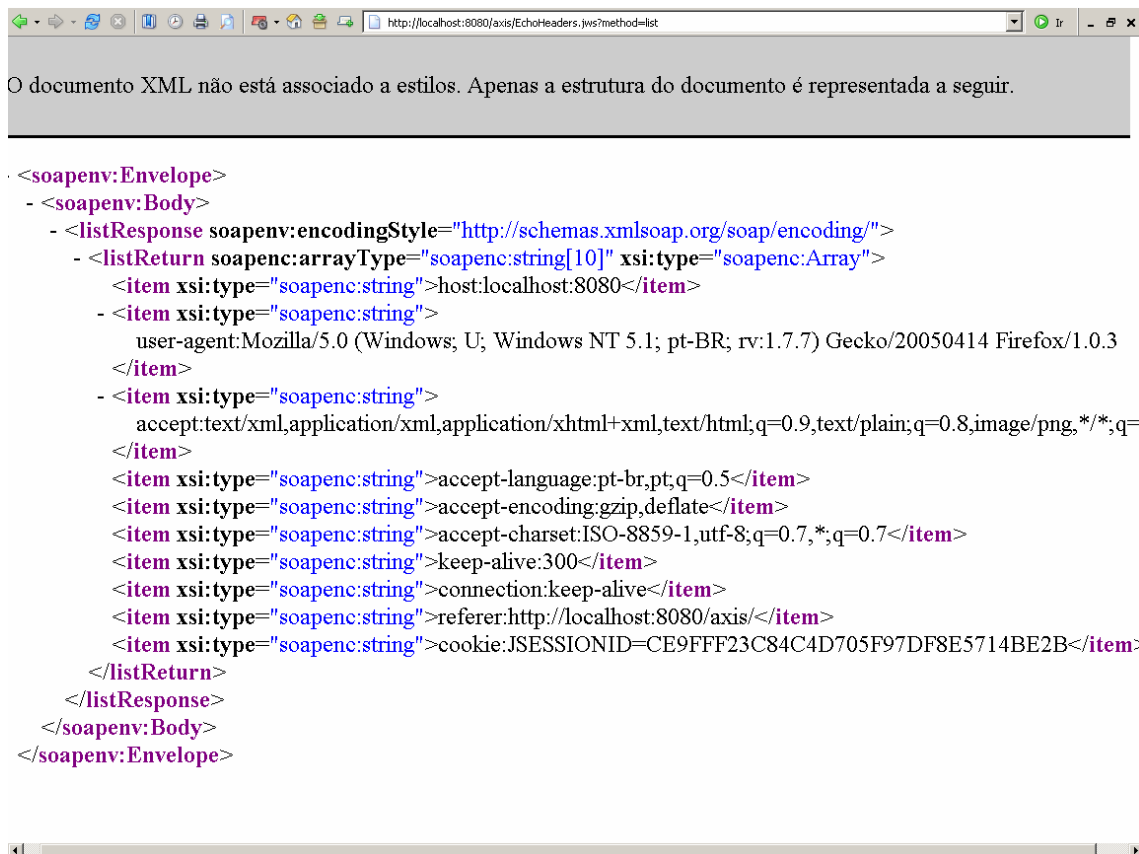 http://localhost:8080/axis/EchoHeaders.jws?method=list
Ir
O documento XML não está associado a estilos. Apenas a estrutura do documento é representada a seguir.
- <soapenv:Envelope>
- <soapenv:Body>
- <listResponse soapenv:encodingStyle="http://schemas.xmlsoap.org/soap/encoding/">
- <listReturn soapenc:arrayType="soapenc:string[10]" xsi:type="soapenc:Array">
<item xsi:type="soapenc:string">host:localhost:8080</item>
- <item xsi:type="soapenc:string">
user-agent:Mozilla/5.0 (Windows; U; Windows NT 5.1; pt-BR; rv:1.7.7) Gecko/20050414 Firefox/1.0.3
</item>
- <item xsi:type="soapenc:string">
accept:text/xml,application/xml,application/xhtml+xml,text/html;q=0.9,text/plain;q=0.8,image/png,*/*;q=
</item>
<item xsi:type="soapenc:string">accept-language:pt-br,pt;q=0.5</item>
<item xsi:type="soapenc:string">accept-encoding:gzip,deflate</item>
<item xsi:type="soapenc:string">accept-charset:ISO-8859-1,utf-8;q=0.7,*;q=0.7</item>
<item xsi:type="soapenc:string">keep-alive:300</item>
<item xsi:type="soapenc:string">connection:keep-alive</item>
<item xsi:type="soapenc:string">referer:http://localhost:8080/axis/</item>
<item xsi:type="soapenc:string">cookie:JSESSIONID=CE9FFF23C84C4D705F97DF8E5714BE2B</item>
</listReturn>
</listResponse>
</soapenv:Body>
</soapenv:Envelope>